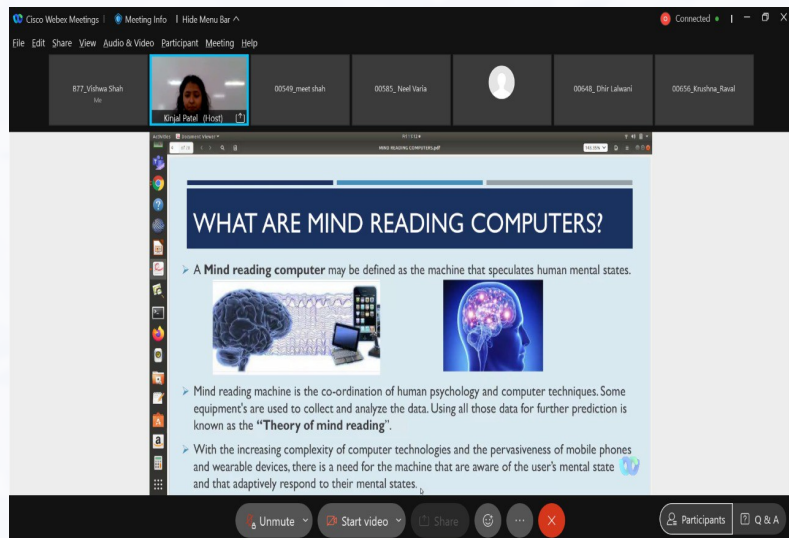 Cisco Webex Meetings Meeting Info Hide Menu Bar Connected
File Edit Share View Audio & Video Participant Meeting Help
877_Vishwa Shah
Me
Kinjal Patel (Host)
00549_meet shah
00585_ Neel Varia
00648_ Dhir Lalwani
00656_Krushna_Raval
Activities Document Viewer
MIND READING COMPUTERS.pdf
WHAT ARE MIND READING COMPUTERS?
A Mind reading computer may be defined as the machine that speculates human mental states.
Mind reading machine is the co-ordination of human psychology and computer techniques. Some
equipment's are used to collect and analyze the data. Using all those data for further prediction is
known as the “Theory of mind reading”.
With the increasing complexity of computer technologies and the pervasiveness of mobile phones
and wearable devices, there is a need for the machine that are aware of the user's mental state
and that adaptively respond to their mental states.
Unmute Start video Share Participants Q & A